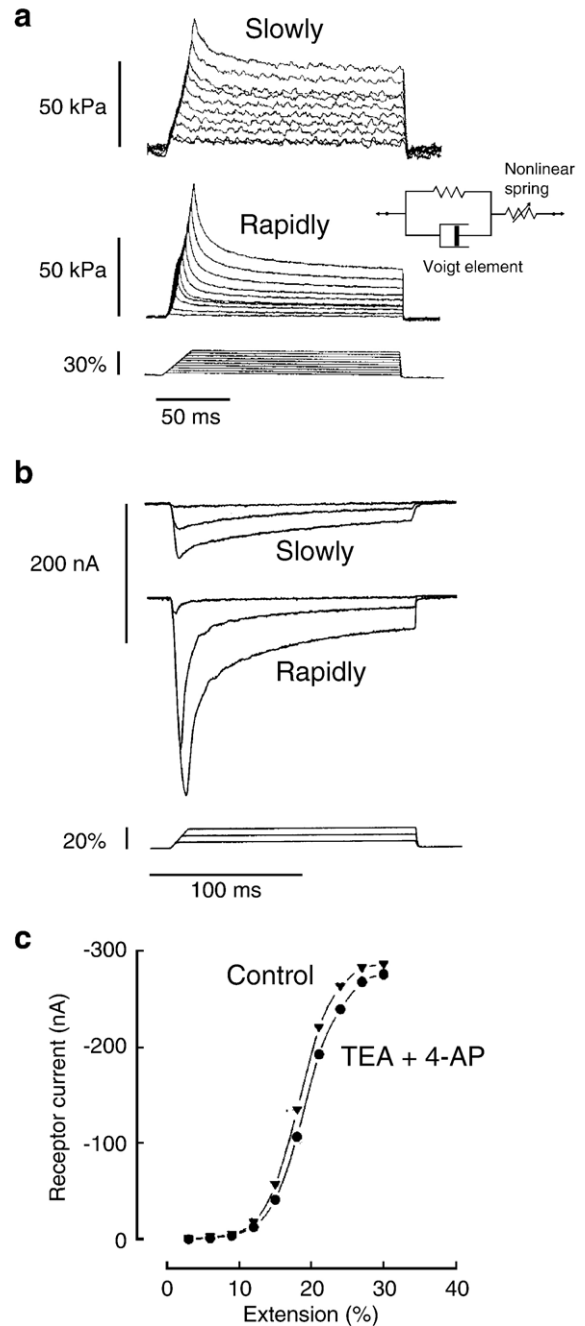 a
Slowly
50 kPa
Nonlinear
spring
Rapidly
50 kPa
Voigt element
30%
50 ms
b
200 nA
Slowly
Rapidly
20%
100 ms
c
-300
Control
-200
TEA + 4-AP
Receptor current (nA)
-100
0
0 10 20 30 40
Extension (%)